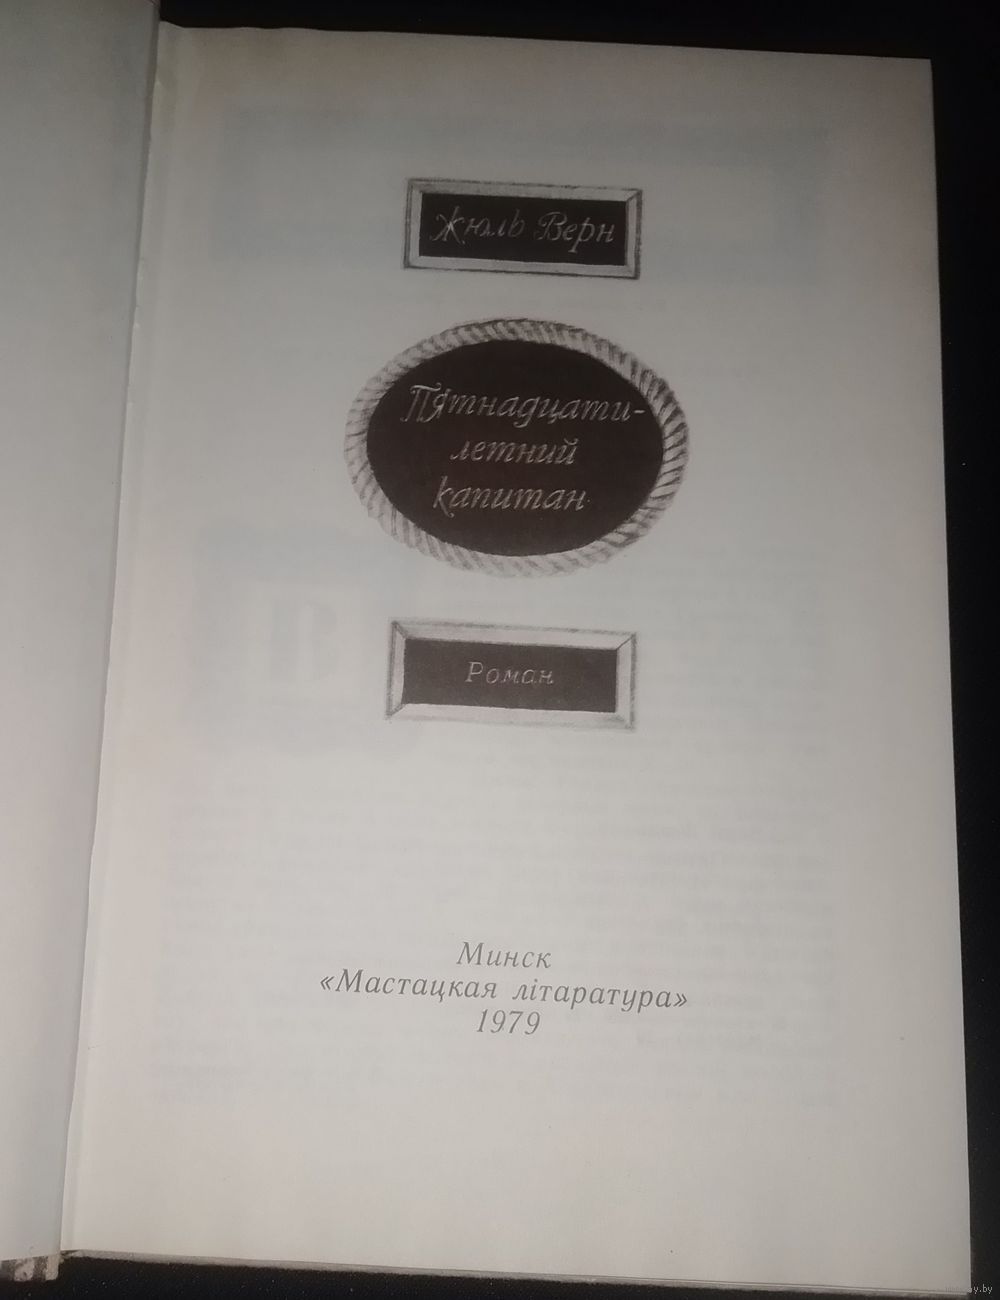 Жюль Верн
Пятнадцати-
летний
капитан
Роман
Минск
«Мастацкая літаратура»
1979